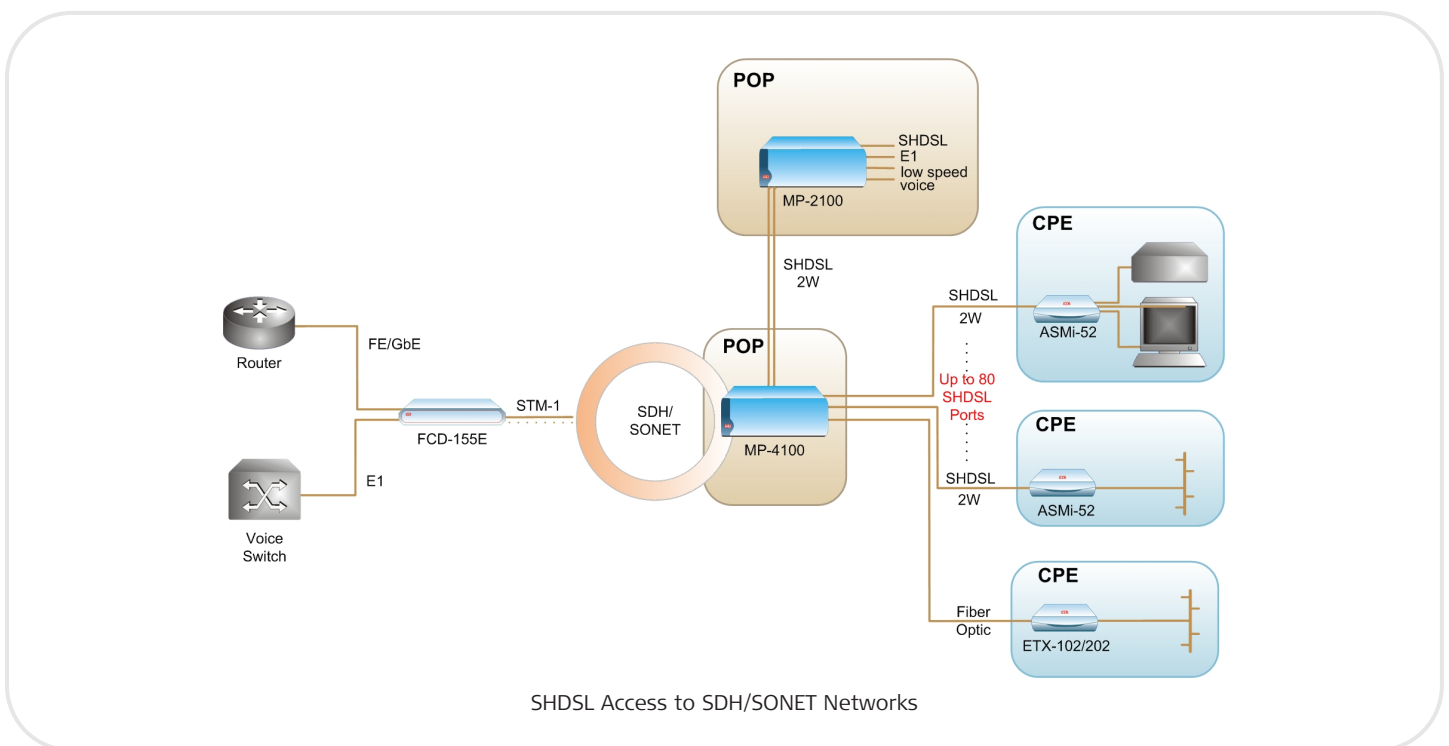 POP
SHDSL
E1
low speed
voice
MP-2100
SHDSL
2W
CPE
ASMi-52
SHDSL
2W
Router
FE/GbE
POP
Up to 80
SHDSL
Ports
STM-1
SDH/
SONET
FCD-155E
MP-4100
CPE
SHDSL
2W
ASMi-52
E1
Voice
Switch
CPE
Fiber
Optic
ETX-102/202
SHDSL Access to SDH/SONET Networks